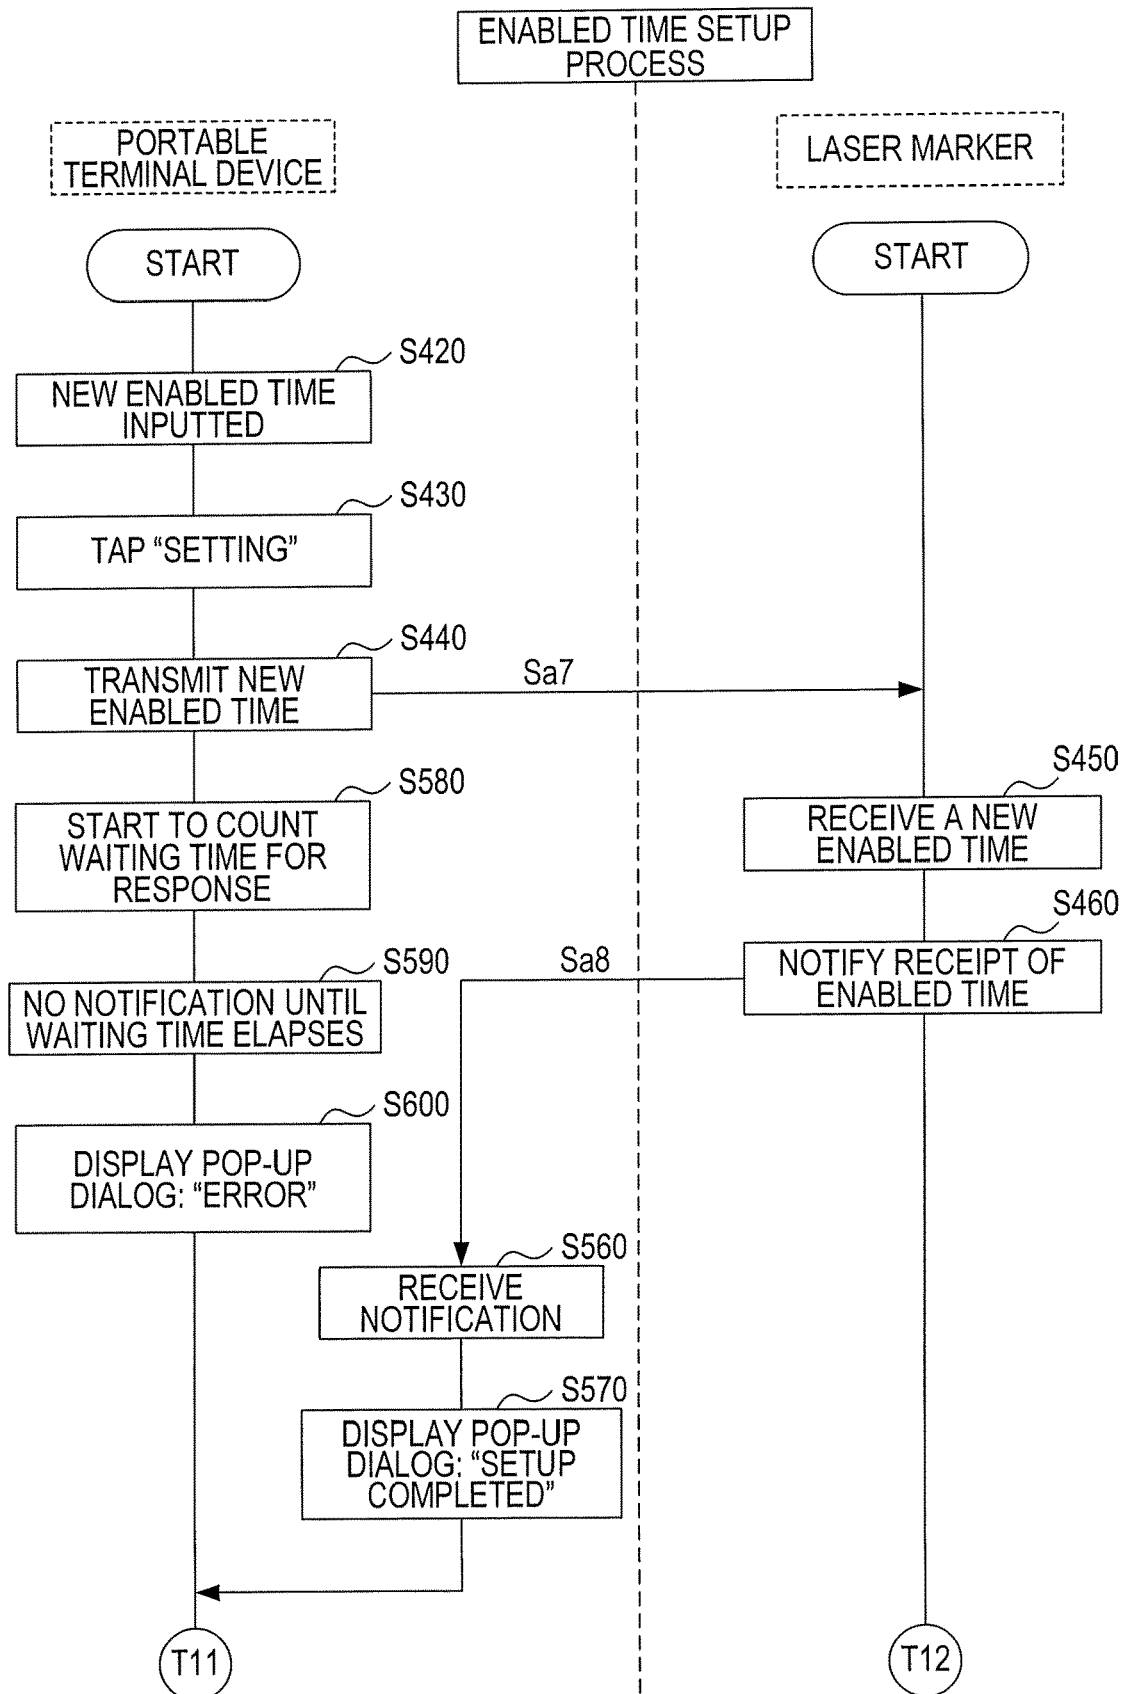 ENABLED TIME SETUP
PROCESS
PORTABLE
TERMINAL DEVICE
LASER MARKER
START
START
S420
NEW ENABLED TIME
INPUTTED
S430
TAP “SETTING”
S440
TRANSMIT NEW
ENABLED TIME
Sa7
S450
RECEIVE A NEW
ENABLED TIME
S580
START TO COUNT
WAITING TIME FOR
RESPONSE
S460
NOTIFY RECEIPT OF
ENABLED TIME
Sa8
S590
NO NOTIFICATION UNTIL
WAITING TIME ELAPSES
S600
DISPLAY POP-UP
DIALOG: “ERROR”
S560
RECEIVE
NOTIFICATION
S570
DISPLAY POP-UP
DIALOG: “SETUP
COMPLETED”
T11
T12